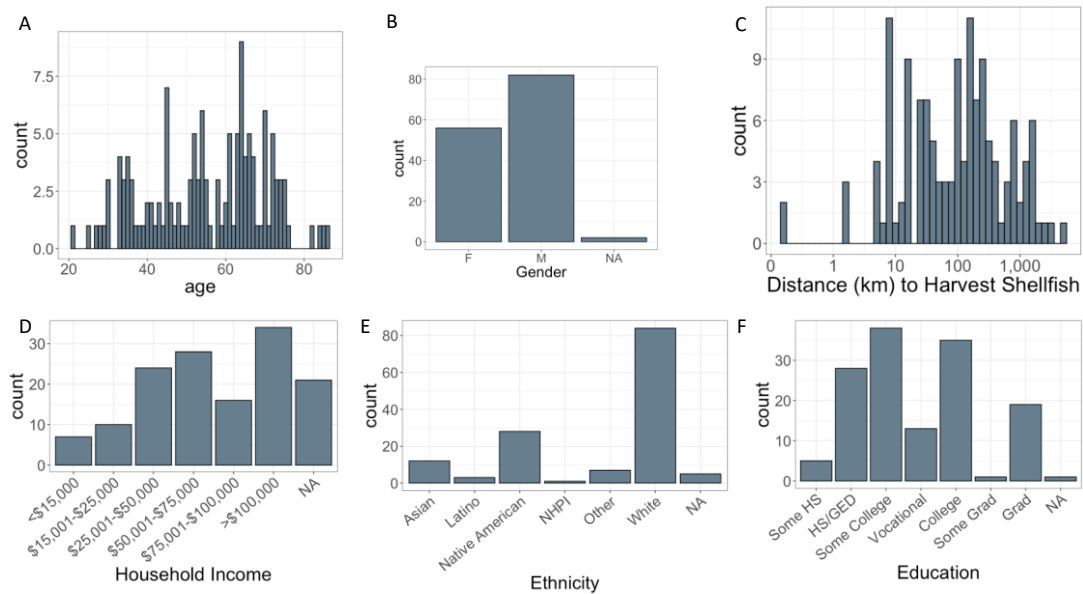 A
count
7.5
5.0
2.5
0.0
20 40 60 80
age
B
count
80
60
40
20
0
F M NA
Gender
C
count
9
6
3
0
0 1 10 100 1,000
Distance (km) to Harvest Shellfish
D
count
30
20
10
0
<$15,000
$15,001-$25,000
$25,001-$50,000
$50,001-$75,000
$75,001-$100,000
>$100,000
NA
Household Income
E
count
80
60
40
20
0
Asian
Latino
Native American
NHPI
Other
White
NA
Ethnicity
F
count
30
20
10
0
Some HS
HS/GED
Some College
Vocational
College
Some Grad
Grad
NA
Education